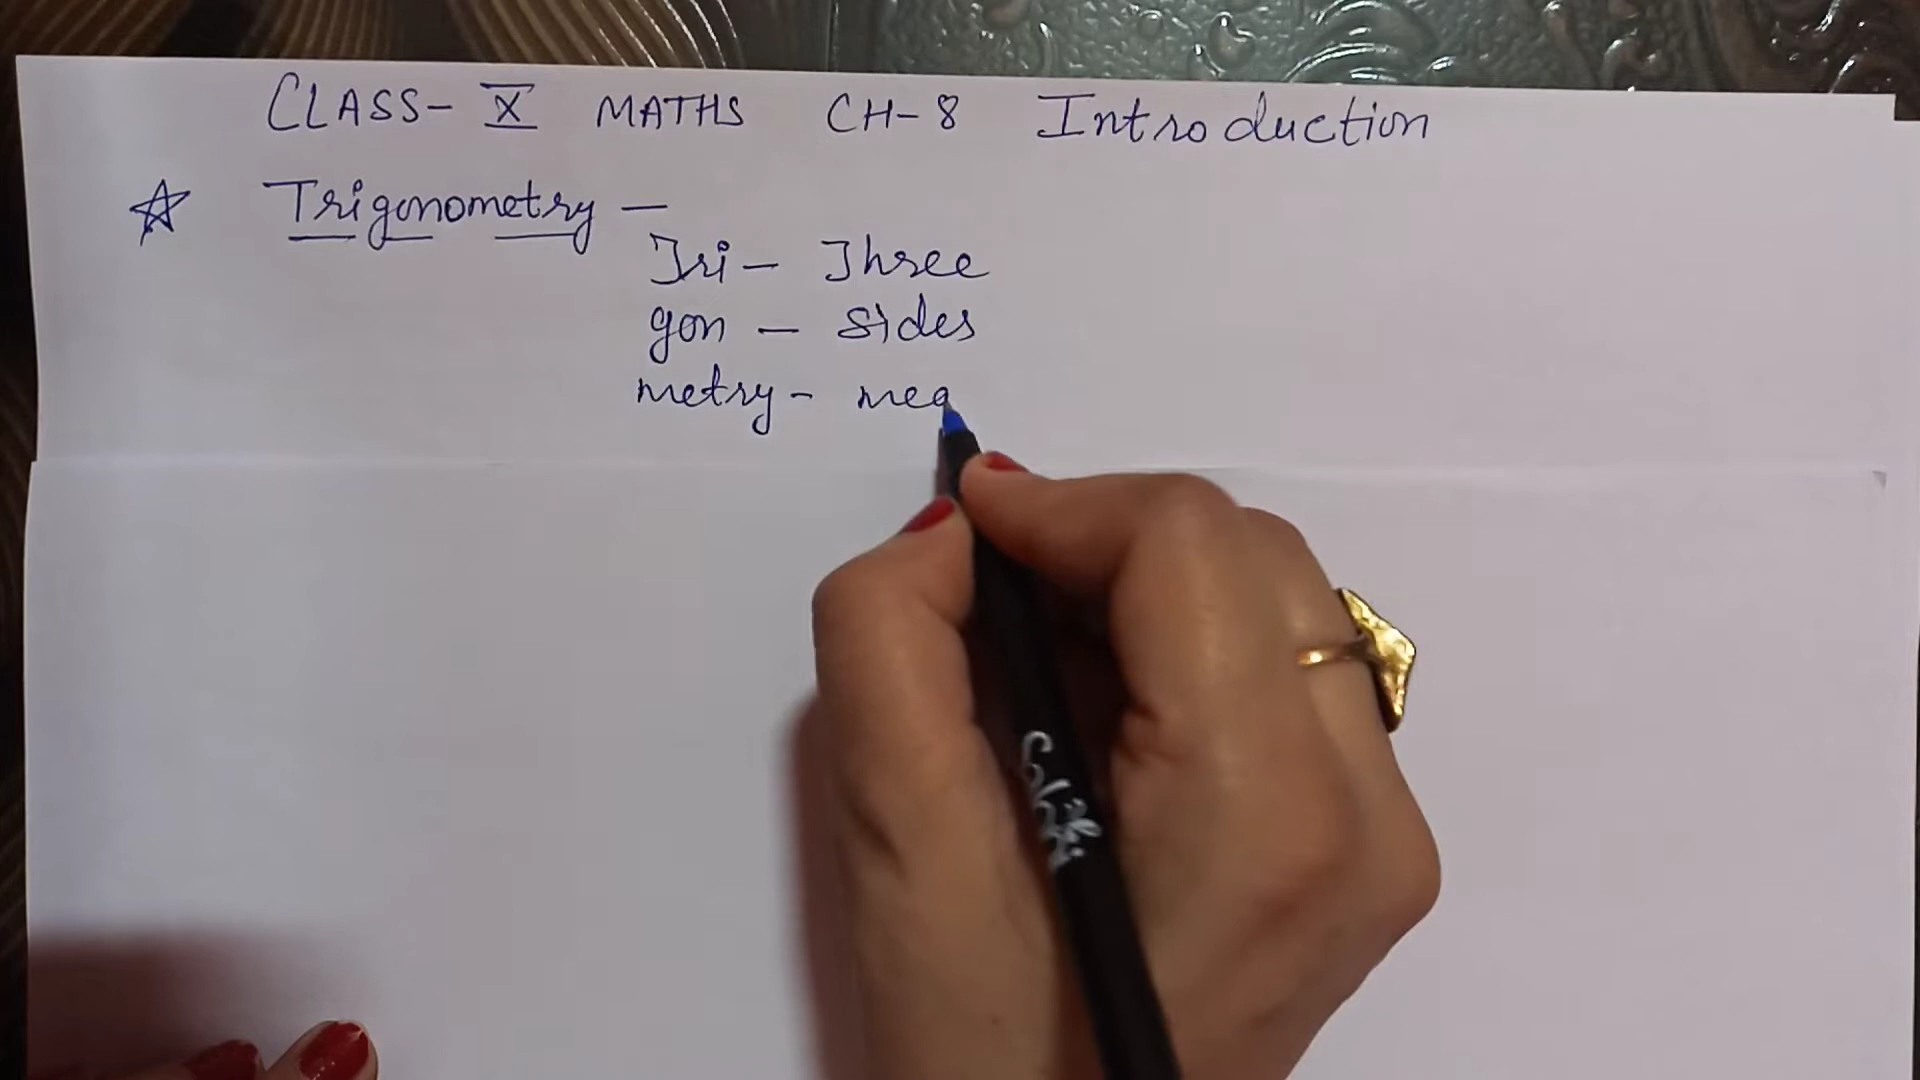 CLASS- X MATHS CH-8 Introduction
Trigonometry -
Tri - Three
gon - sides
metry - mea